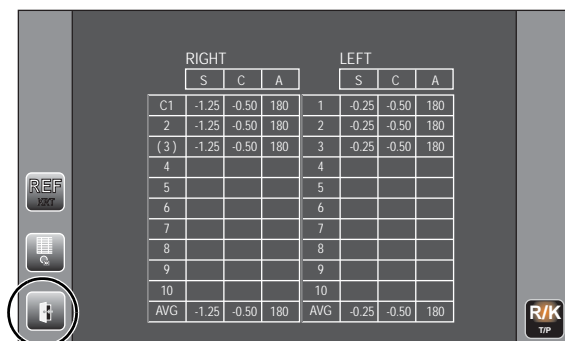 RIGHT LEFT
S C A S C A
C1 -1.25 -0.50 180 1 -0.25 -0.50 180
2 -1.25 -0.50 180 2 -0.25 -0.50 180
(3) -1.25 -0.50 180 3 -0.25 -0.50 180
4 4
5 5
6 6
7 7
8 8
9 9
10 10
AVG -1.25 -0.50 180 AVG -0.25 -0.50 180
REF
KRT
R/K
T/P